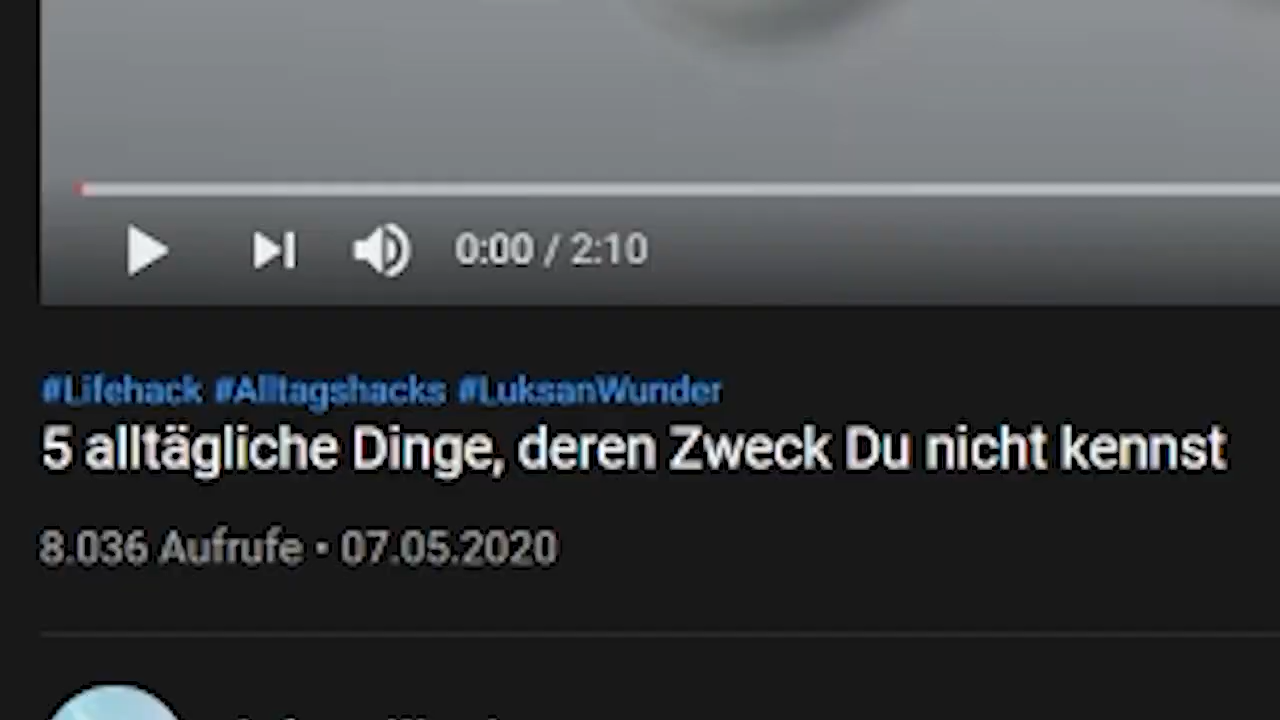 0:00 / 2:10
#Lifehack #Alltagshacks #LuksanWunder
5 alltägliche Dinge, deren Zweck Du nicht kennst
8.036 Aufrufe • 07.05.2020